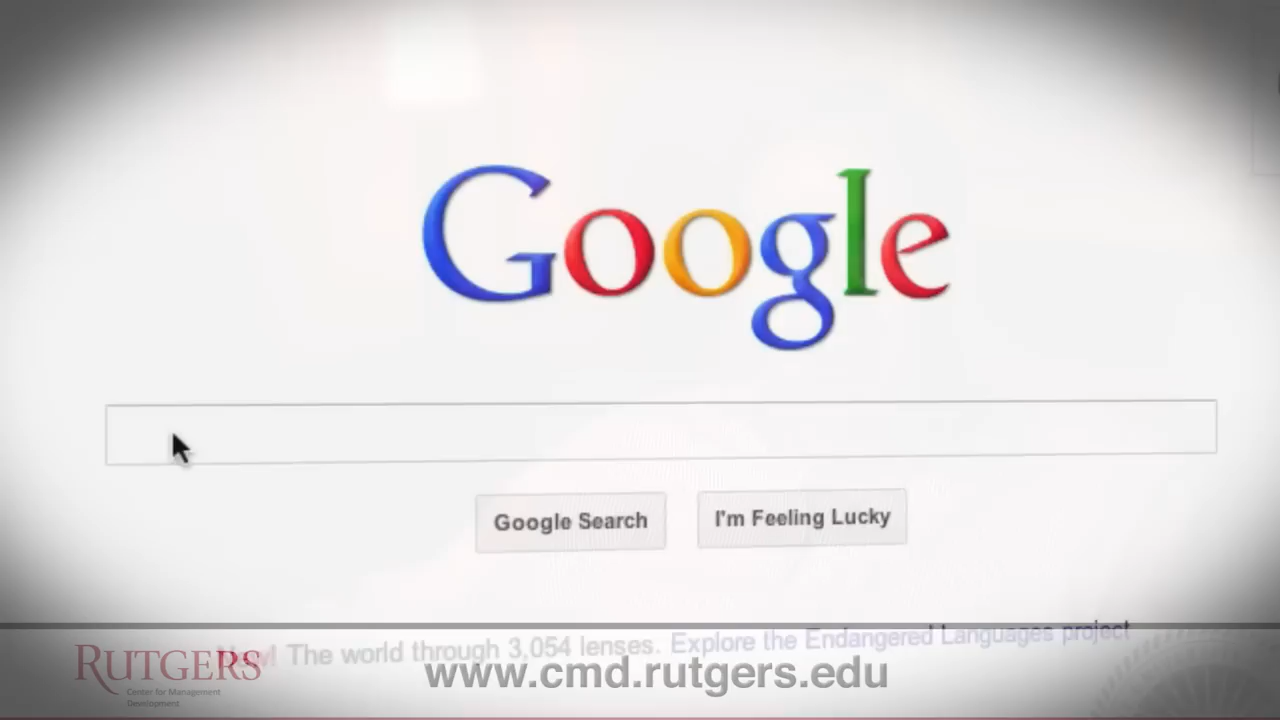 Google
Google Search
I'm Feeling Lucky
New! The world through 3,054 lenses. Explore the Endangered Languages project
RUTGERS
Center for Management
Development
www.cmd.rutgers.edu